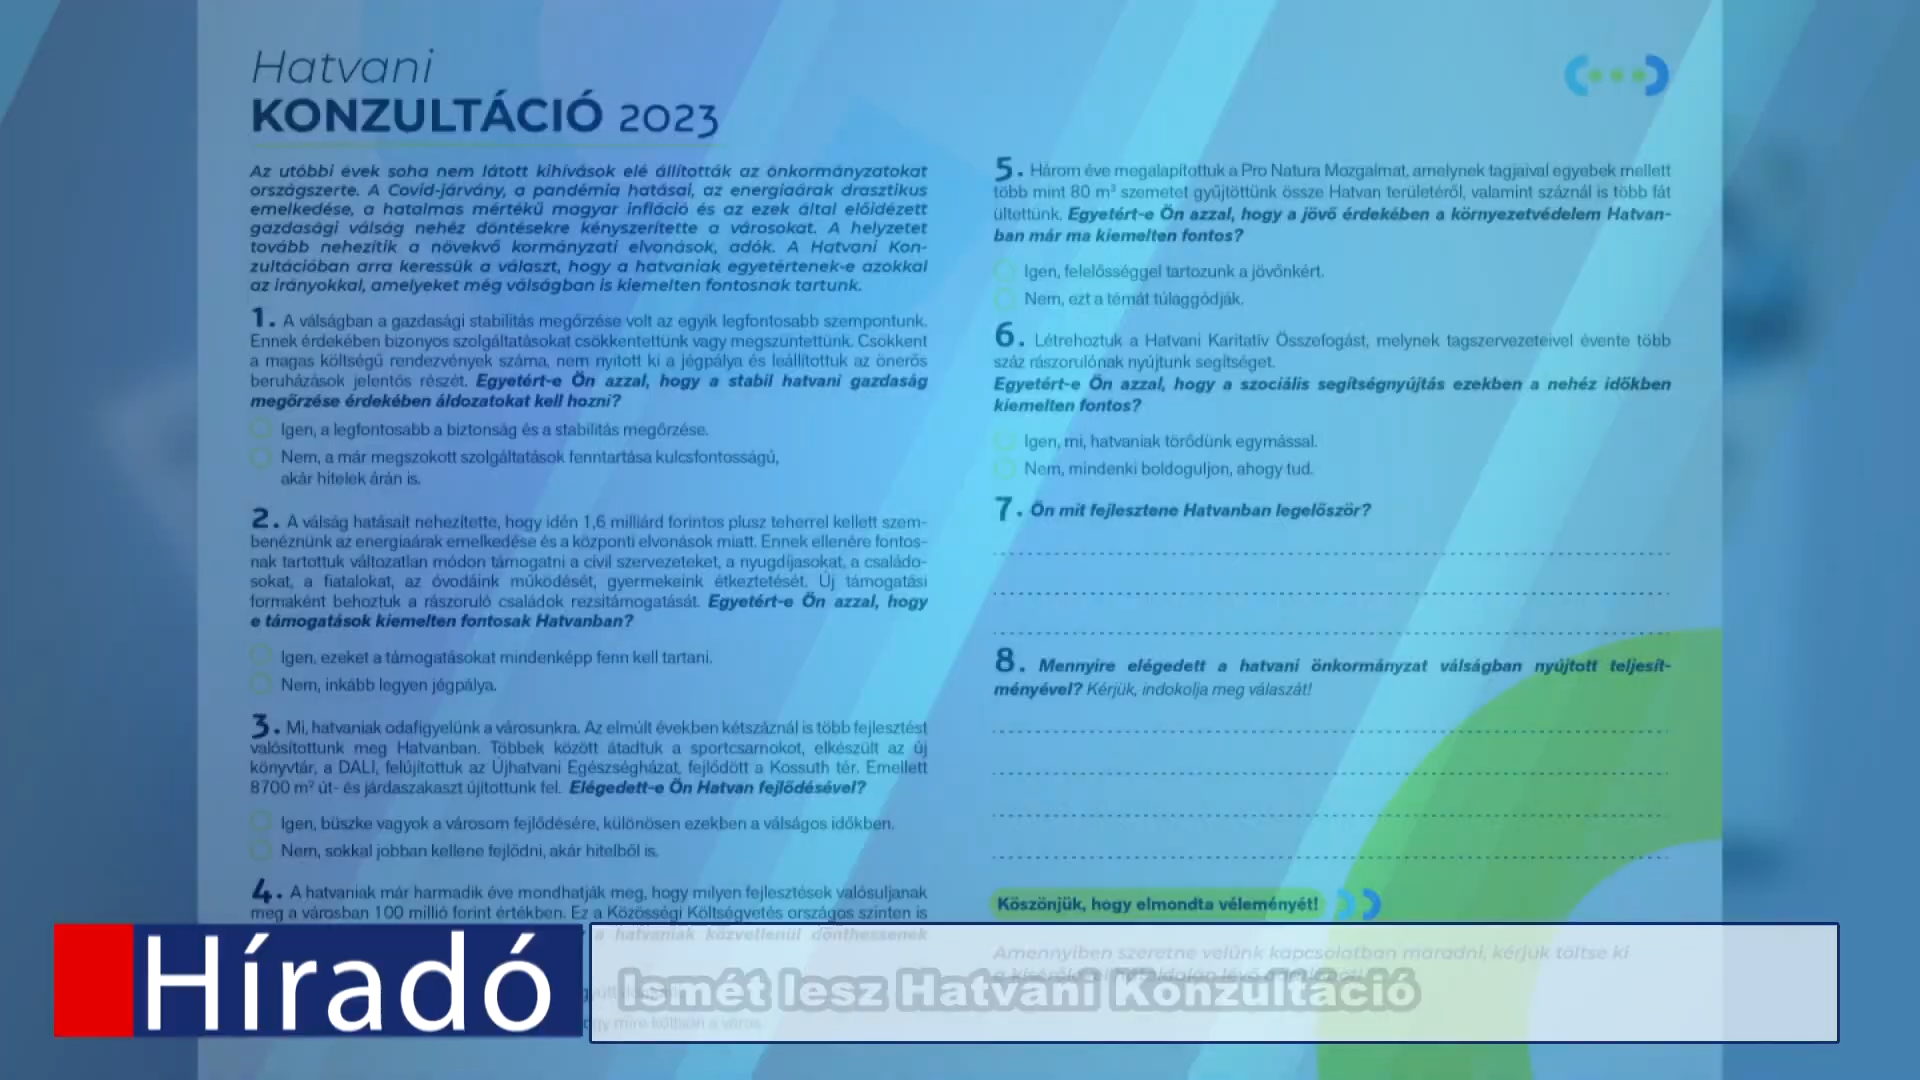 Hatvani
KONZULTÁCIÓ 2023
Az utóbbi évek soha nem látott kihívások elé állították az önkormányzatokat
országszerte. A Covid-járvány, a pandémia hatásai, az energiaárak drasztikus
emelkedése, a hatalmas mértékű magyar infláció és az ezek által előidézett
gazdasági válság nehéz döntésekre kényszerítette a városokat. A helyzetet
tovább nehezítik a növekvő kormányzati elvonások, adók. A Hatvani Kon-
zultációban arra keressük a választ, hogy a hatvaniak egyetértenek-e azokkal
az irányokkal, amelyeket még válságban is kiemelten fontosnak tartunk.
1. A válságban a gazdasági stabilitás megőrzése volt az egyik legfontosabb szempontunk.
Ennek érdekében bizonyos szolgáltatásokat csökkentettünk vagy megszüntettünk. Csökkent
a magas költségű rendezvények száma, nem nyitott ki a jégpálya és leállítottuk az önerős
beruházások jelentős részét. Egyetért-e Ön azzal, hogy a stabil hatvani gazdaság
megőrzése érdekében áldozatokat kell hozni?
Igen, a legfontosabb a biztonság és a stabilitás megőrzése.
Nem, a már megszokott szolgáltatások fenntartása kulcsfontosságú,
akár hitelek árán is.
2. A válság hatásait nehezítette, hogy idén 1,6 milliárd forintos plusz teherrel kellett szem-
benéznünk az energiaárak emelkedése és a központi elvonások miatt. Ennek ellenére fontos-
nak tartottuk változatlan módon támogatni a civil szervezeteket, a nyugdíjasokat, a családo-
sokat, a fiatalokat, az óvodáink működését, gyermekeink étkeztetését. Új támogatási
formaként behoztuk a rászoruló családok rezsitámogatását. Egyetért-e Ön azzal, hogy
e támogatások kiemelten fontosak Hatvanban?
Igen, ezeket a támogatásokat mindenképp fenn kell tartani.
Nem, inkább legyen jégpálya.
3. Mi, hatvaniak odafigyelünk a városunkra. Az elmúlt években kétszáznál is több fejlesztést
valósítottunk meg Hatvanban. Többek között átadtuk a sportcsarnokot, elkészült az új
könyvtár, a DALI, felújítottuk az Újhatvani Egészségházat, fejlődött a Kossuth tér. Emellett
8700 m² út- és járdaszakaszt újítottunk fel. Elégedett-e Ön Hatvan fejlődésével?
Igen, büszke vagyok a városom fejlődésére, különösen ezekben a válságos időkben.
Nem, sokkal jobban kellene fejlődni, akár hitelből is.
4. A hatvaniak már harmadik éve mondhatják meg, hogy milyen fejlesztések valósuljanak
meg a városban 100 millió forint értékben. Ez a Közösségi Költségvetés országos szinten is
a hatvaniak közvetlenül dönthessenek
hogy mire költsön a város.
5. Három éve megalapítottuk a Pro Natura Mozgalmat, amelynek tagjaival egyebek mellett
több mint 80 m³ szemetet gyűjtöttünk össze Hatvan területéről, valamint száznál is több fát
ültettünk. Egyetért-e Ön azzal, hogy a jövő érdekében a környezetvédelem Hatvan-
ban már ma kiemelten fontos?
Igen, felelősséggel tartozunk a jövőnkért.
Nem, ezt a témát túlaggódják.
6. Létrehoztuk a Hatvani Karitatív Összefogást, melynek tagszervezeteivel évente több
száz rászorulónak nyújtunk segítséget.
Egyetért-e Ön azzal, hogy a szociális segítségnyújtás ezekben a nehéz időkben
kiemelten fontos?
Igen, mi, hatvaniak törődünk egymással.
Nem, mindenki boldoguljon, ahogy tud.
7. Ön mit fejlesztene Hatvanban legelőször?
8. Mennyire elégedett a hatvani önkormányzat válságban nyújtott teljesít-
ményével? Kérjük, indokolja meg válaszát!
Köszönjük, hogy elmondta véleményét!
Amennyiben szeretne velünk kapcsolatban maradni, kérjük töltse ki
Híradó
Ismét lesz Hatvani Konzultáció